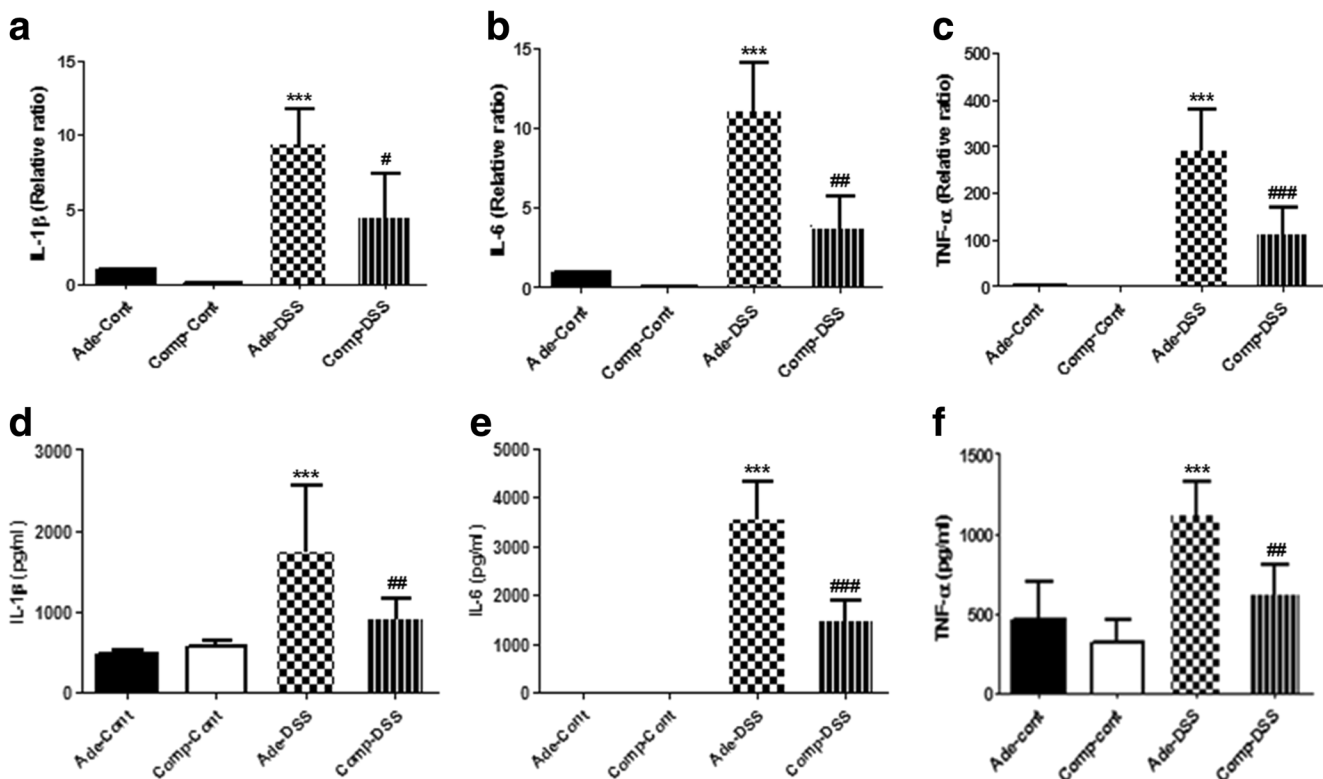 a
IL-1β (Relative ratio)
15
10
5
0
***
#
Ade-Cont
Comp-Cont
Ade-DSS
Comp-DSS
b
IL-6 (Relative ratio)
15
10
5
0
***
##
Ade-Cont
Comp-Cont
Ade-DSS
Comp-DSS
c
TNF-α (Relative ratio)
500
400
300
200
100
0
***
###
Ade-Cont
Comp-Cont
Ade-DSS
Comp-DSS
d
IL-1β (pg/ml)
3000
2000
1000
0
***
##
Ade-Cont
Comp-Cont
Ade-DSS
Comp-DSS
e
IL-6 (pg/ml)
5000
4000
3000
2000
1000
0
***
###
Ade-Cont
Comp-Cont
Ade-DSS
Comp-DSS
f
TNF-α (pg/ml)
1500
1000
500
0
***
##
Ade-cont
Comp-cont
Ade-DSS
Comp-DSS